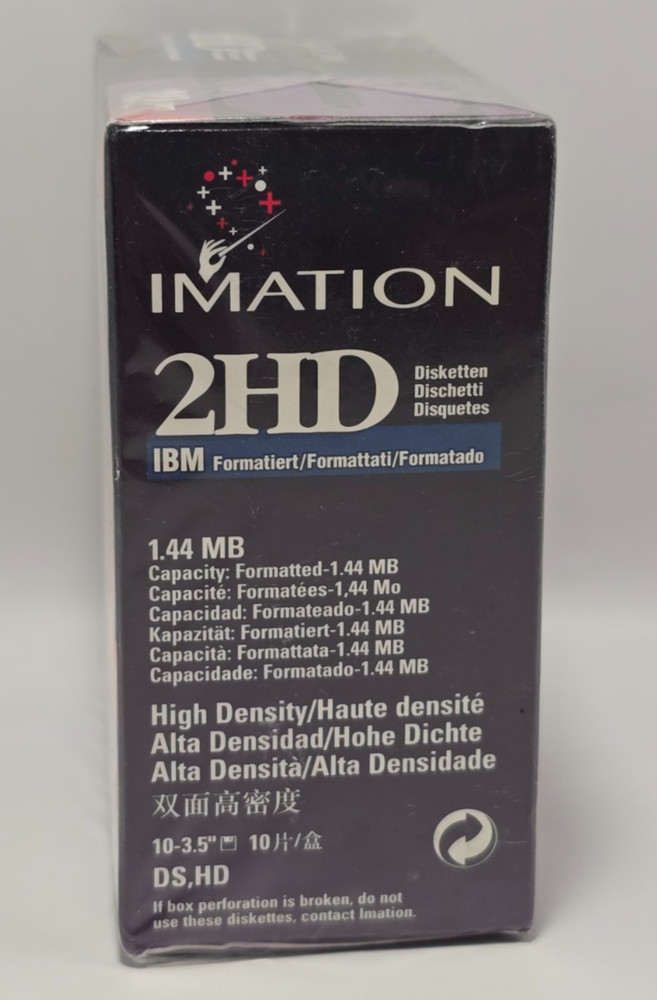 IMATION
2HD
Disketten
Dischetti
Disquetes
IBM Formatiert/Formattati/Formatado
1.44 MB
Capacity: Formatted-1.44 MB
Capacité: Formatées-1,44 Mo
Capacidad: Formateado-1.44 MB
Kapazität: Formatiert-1.44 MB
Capacità: Formattata-1.44 MB
Capacidade: Formatado-1.44 MB
High Density/Haute densité
Alta Densidad/Hohe Dichte
Alta Densità/Alta Densidade
双面高密度
10-3.5" 10片/盒
DS,HD
If box perforation is broken, do not
use these diskettes, contact Imation.